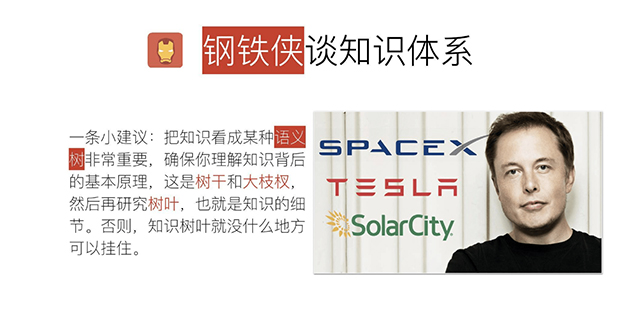 钢铁侠谈知识体系
一条小建议：把知识看成某种语义
树非常重要，确保你理解知识背后
的基本原理，这是树干和大枝杈，
然后再研究树叶，也就是知识的细
节。否则，知识树叶就没什么地方
可以挂住。
SPACEX
TESLA
SolarCity